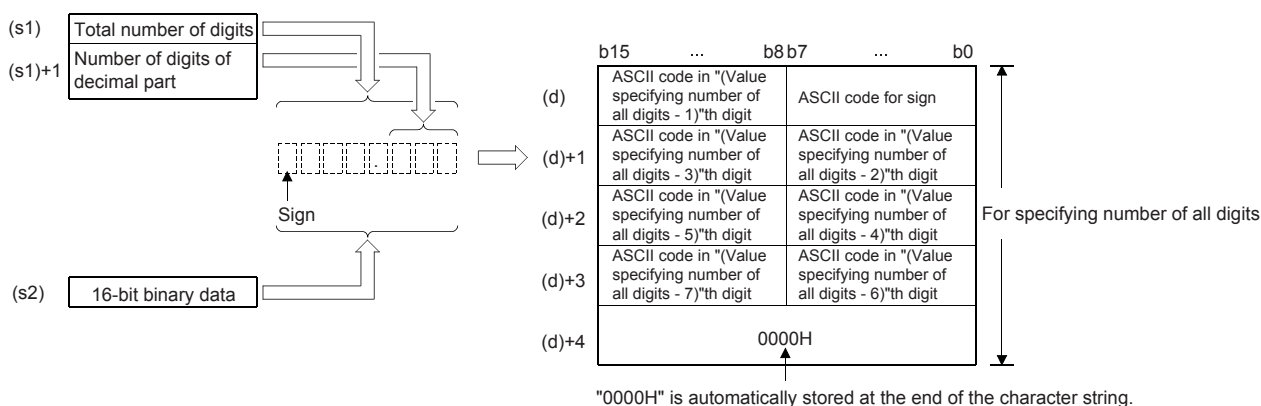 (s1) Total number of digits
(s1)+1 Number of digits of
decimal part
Sign
(s2) 16-bit binary data
b15 ... b8 b7 ... b0
(d)
ASCII code in "(Value
specifying number of
all digits - 1)"th digit
ASCII code for sign
(d)+1
ASCII code in "(Value
specifying number of
all digits - 3)"th digit
ASCII code in "(Value
specifying number of
all digits - 2)"th digit
(d)+2
ASCII code in "(Value
specifying number of
all digits - 5)"th digit
ASCII code in "(Value
specifying number of
all digits - 4)"th digit
(d)+3
ASCII code in "(Value
specifying number of
all digits - 7)"th digit
ASCII code in "(Value
specifying number of
all digits - 6)"th digit
(d)+4 0000H
For specifying number of all digits
"0000H" is automatically stored at the end of the character string.